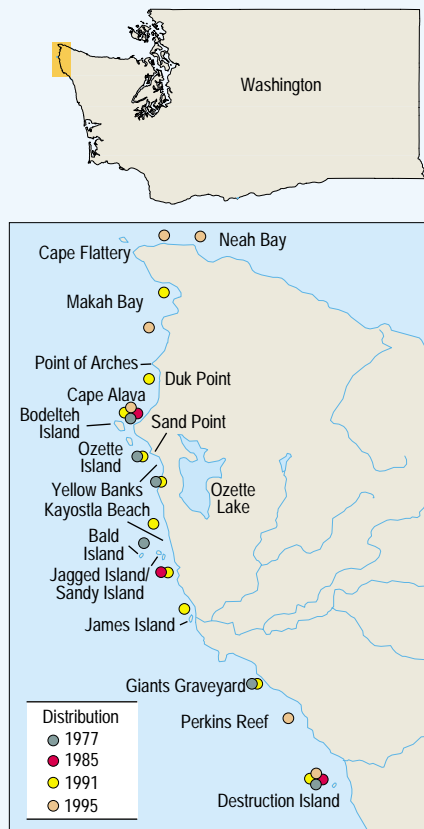 Washington
Neah Bay
Cape Flattery
Makah Bay
Point of Arches
Duk Point
Cape Alava
Bodelteh
Island
Sand Point
Ozette
Island
Yellow Banks
Ozette
Lake
Kayostla Beach
Bald
Island
Jagged Island/
Sandy Island
James Island
Giants Graveyard
Perkins Reef
Destruction Island
Distribution
1977
1985
1991
1995